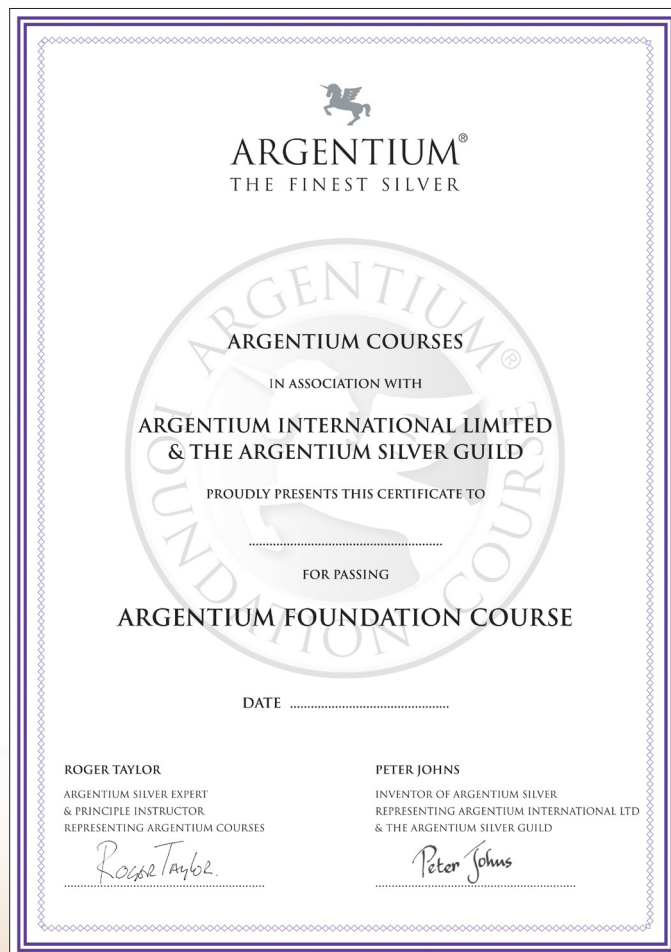 ARGENTIUM®
THE FINEST SILVER
ARGENTIUM®
FOUNDATION COURSE
ARGENTIUM COURSES
IN ASSOCIATION WITH
ARGENTIUM INTERNATIONAL LIMITED
& THE ARGENTIUM SILVER GUILD
PROUDLY PRESENTS THIS CERTIFICATE TO
........................................................
FOR PASSING
ARGENTIUM FOUNDATION COURSE
DATE ..............................................
ROGER TAYLOR
ARGENTIUM SILVER EXPERT
& PRINCIPLE INSTRUCTOR
REPRESENTING ARGENTIUM COURSES
Roger Taylor.
PETER JOHNS
INVENTOR OF ARGENTIUM SILVER
REPRESENTING ARGENTIUM INTERNATIONAL LTD
& THE ARGENTIUM SILVER GUILD
Peter Johns